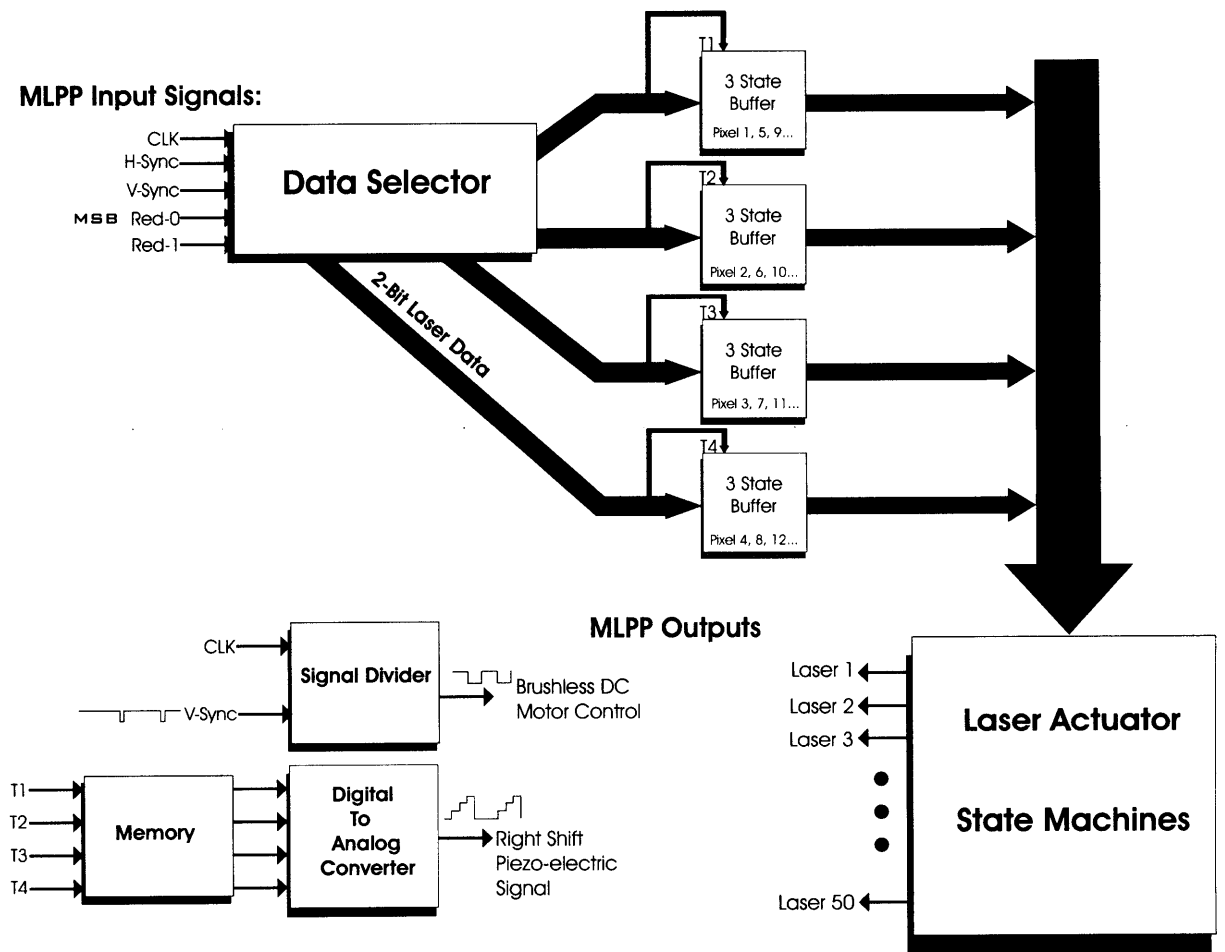 MLPP Input Signals:
CLK
H-Sync
V-Sync
MSB Red-0
Red-1
Data Selector
2-Bit Laser Data
T1
3 State
Buffer
Pixel 1, 5, 9...
T2
3 State
Buffer
Pixel 2, 6, 10...
T3
3 State
Buffer
Pixel 3, 7, 11...
T4
3 State
Buffer
Pixel 4, 8, 12...
MLPP Outputs
CLK
V-Sync
Signal Divider
Brushless DC
Motor Control
T1
T2
T3
T4
Memory
Digital
To
Analog
Converter
Right Shift
Piezo-electric
Signal
Laser 1
Laser 2
Laser 3
Laser 50
Laser Actuator
State Machines